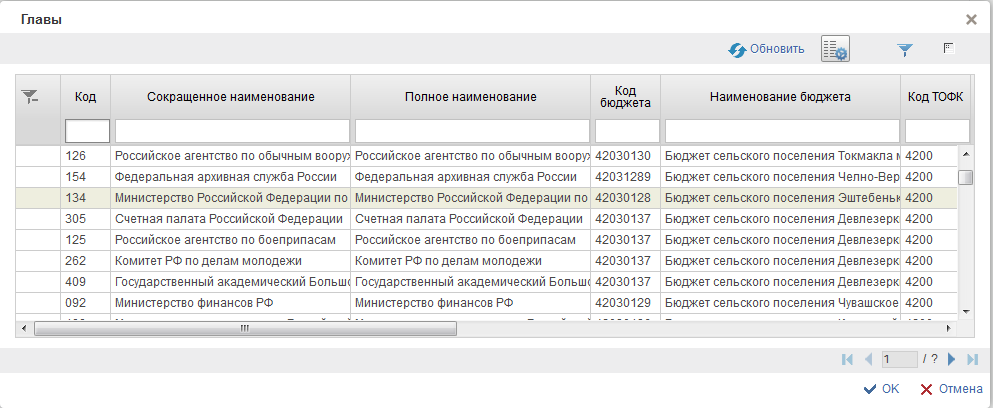 Главы
Обновить
Код Сокращенное наименование Полное наименование Код бюджета Наименование бюджета Код ТОФК
126 Российское агентство по обычным воору Российское агентство по обычным воору 42030130 Бюджет сельского поселения Токмакла 4200
154 Федеральная архивная служба России Федеральная архивная служба России 42031289 Бюджет сельского поселения Челно-Вер 4200
134 Министерство Российской Федерации по Министерство Российской Федерации по 42030128 Бюджет сельского поселения Эштебеньк 4200
305 Счетная палата Российской Федерации Счетная палата Российской Федерации 42030137 Бюджет сельского поселения Девлезерк 4200
125 Российское агентство по боеприпасам Российское агентство по боеприпасам 42030137 Бюджет сельского поселения Девлезерк 4200
262 Комитет РФ по делам молодежи Комитет РФ по делам молодежи 42030137 Бюджет сельского поселения Девлезерк 4200
409 Государственный академический Большо Государственный академический Большо 42030137 Бюджет сельского поселения Девлезерк 4200
092 Министерство финансов РФ Министерство финансов РФ 42030129 Бюджет сельского поселения Чувашское 4200
1 / ?
OK Отмена